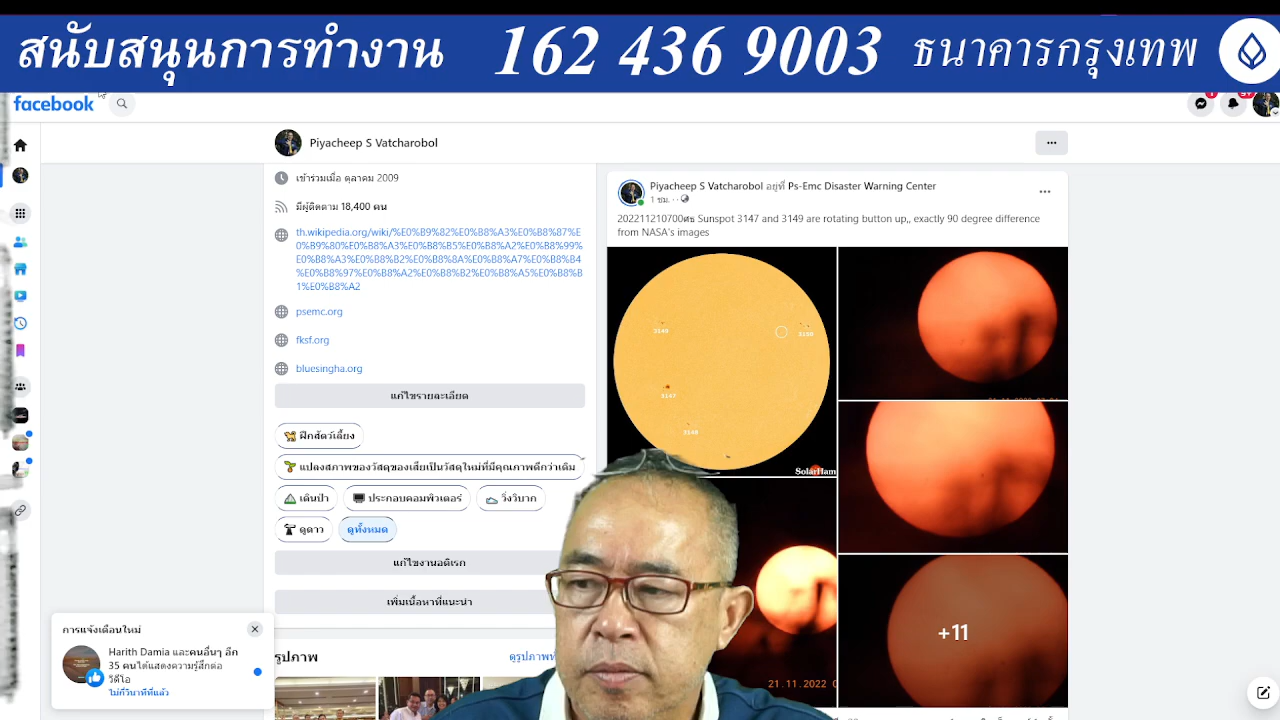 สนับสนุนการทำงาน 162 436 9003 ธนาคารกรุงเทพ
facebook
Piyacheep S Vatcharobol
เข้าร่วมเมื่อ ตุลาคม 2009
มีผู้ติดตาม 18,400 คน
th.wikipedia.org/wiki/%E0%B9%82%E0%B8%A3%E0%B8%87%E
0%B9%80%E0%B8%A3%E0%B8%B5%E0%B8%A2%E0%B8%99%
E0%B8%A3%E0%B8%B2%E0%B8%8A%E0%B8%A7%E0%B8%B4
%E0%B8%97%E0%B8%A2%E0%B8%B2%E0%B8%A5%E0%B8%B
1%E0%B8%A2
psemc.org
fksf.org
bluesingha.org
แก้ไขรายละเอียด
ฝึกสัตว์เลี้ยง
แปลงสภาพของวัสดุของเสียเป็นวัสดุใหม่ที่มีคุณภาพดีกว่าเดิม
เดินป่า
ประกอบคอมพิวเตอร์
วิ่งวิบาก
ดูดาว
ดูทั้งหมด
แก้ไขงานอดิเรก
เพิ่มเนื้อหาที่แนะนำ
รูปภาพ
การแจ้งเตือนใหม่
Harith Damia และคนอื่นๆ อีก
35 คนได้แสดงความรู้สึกต่อ
วิดีโอ
ไม่กี่วินาทีที่แล้ว
Piyacheep S Vatcharobol อยู่ที่ Ps-Emc Disaster Warning Center
1 ชม. ·
202211210700ศธ Sunspot 3147 and 3149 are rotating button up,, exactly 90 degree difference
from NASA's images
3150
3147
3148
SolarHam
+11
21.11.2022